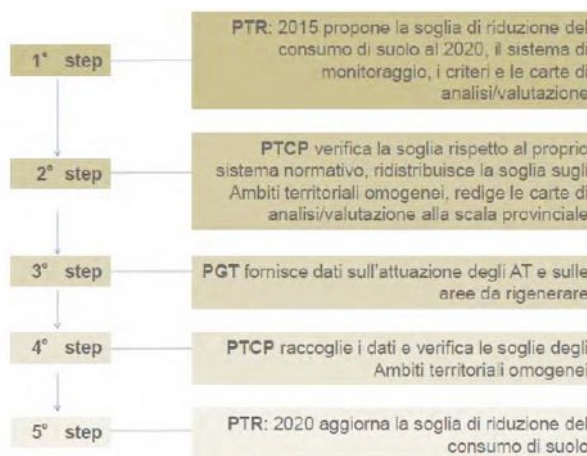 1° step
PTR: 2015 propone la soglia di riduzione del
consumo di suolo al 2020, il sistema di
monitoraggio, i criteri e le carte di
analisi/valutazione
2° step
PTCP verifica la soglia rispetto al proprio
sistema normativo, ridistribuisce la soglia sugli
Ambiti territoriali omogenei, redige le carte di
analisi/valutazione alla scala provinciale
3° step
PGT fornisce dati sull'attuazione degli AT e sulle
aree da rigenerare
4° step
PTCP raccoglie i dati e verifica le soglie degli
Ambiti territoriali omogenei
5° step
PTR: 2020 aggiorna la soglia di riduzione del
consumo di suolo